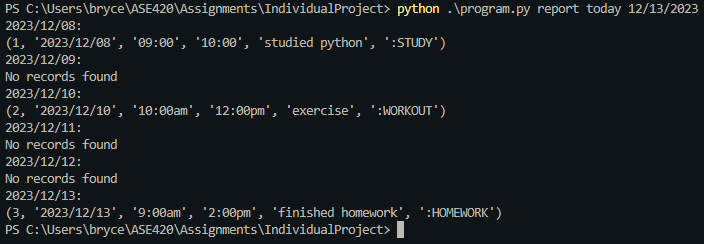 PS C:\Users\bryce\ASE420\Assignments\IndividualProject> python .\program.py report today 12/13/2023
2023/12/08:
(1, '2023/12/08', '09:00', '10:00', 'studied python', ':STUDY')
2023/12/09:
No records found
2023/12/10:
(2, '2023/12/10', '10:00am', '12:00pm', 'exercise', ':WORKOUT')
2023/12/11:
No records found
2023/12/12:
No records found
2023/12/13:
(3, '2023/12/13', '9:00am', '2:00pm', 'finished homework', ':HOMEWORK')
PS C:\Users\bryce\ASE420\Assignments\IndividualProject>